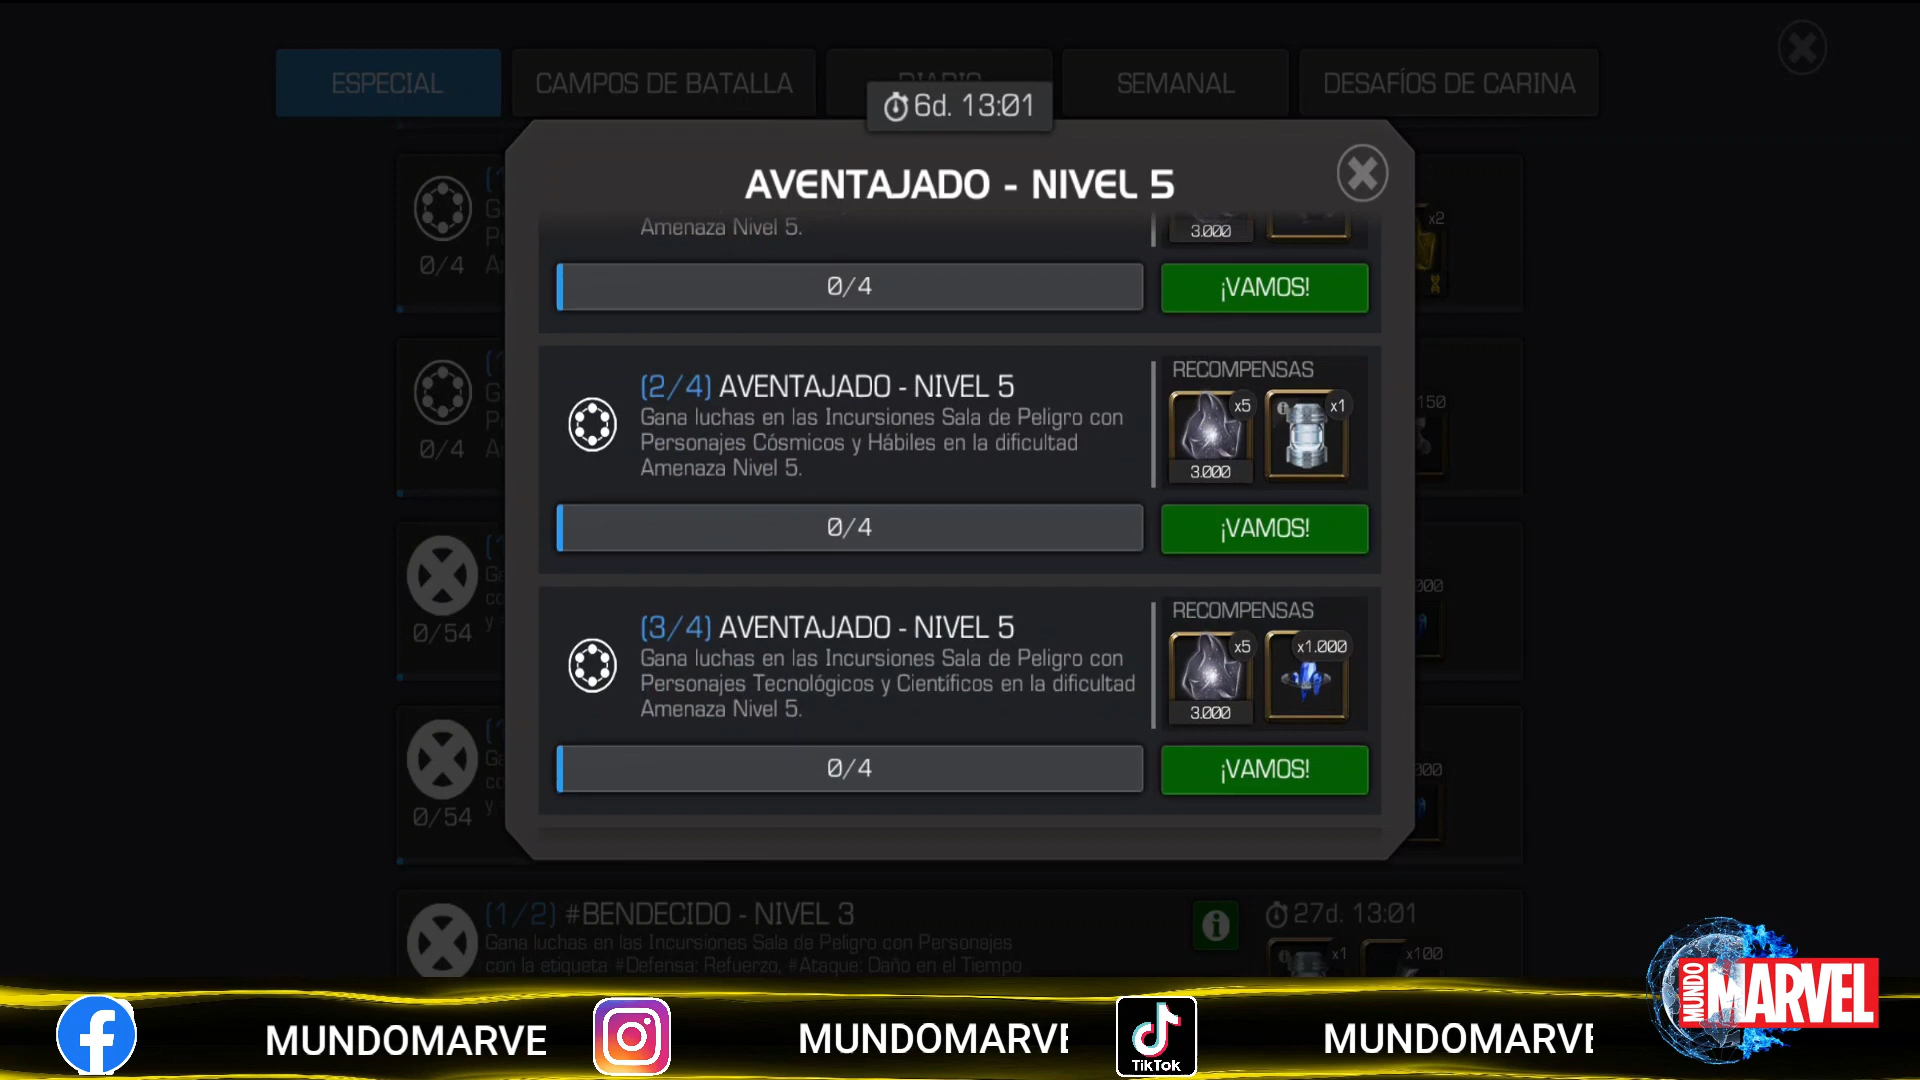 ESPECIAL
CAMPOS DE BATALLA
DIARIO
SEMANAL
DESAFÍOS DE CARINA
6d. 13:01
AVENTAJADO - NIVEL 5
Amenaza Nivel 5.
3.000
0/4
¡VAMOS!
(2/4) AVENTAJADO - NIVEL 5
Gana luchas en las Incursiones Sala de Peligro con
Personajes Cósmicos y Hábiles en la dificultad
Amenaza Nivel 5.
RECOMPENSAS
x5
x1
3.000
0/4
¡VAMOS!
(3/4) AVENTAJADO - NIVEL 5
Gana luchas en las Incursiones Sala de Peligro con
Personajes Tecnológicos y Científicos en la dificultad
Amenaza Nivel 5.
RECOMPENSAS
x5
x1.000
3.000
0/4
¡VAMOS!
0/4
x2
0/4
150
0/54
000
0/54
y
000
(1/2) #BENDECIDO - NIVEL 3
Gana luchas en las Incursiones Sala de Peligro con Personajes
con la etiqueta #Defensa: Refuerzo, #Ataque: Daño en el Tiempo
27d. 13:01
x1
x100
MUNDOMARVE
MUNDOMARVE
TikTok
MUNDOMARVE
MUNDO
MARVEL